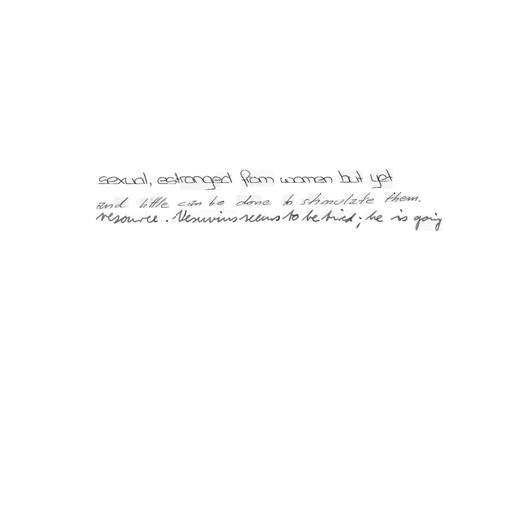 sexual, estranged from women but yet
and little can be done to stimulate them.
resource. Vesuvius seems to be tired; he is going